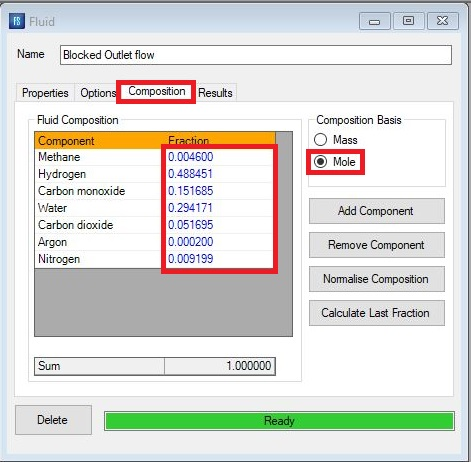 FS Fluid
Name Blocked Outlet flow
Properties Options Composition Results
Fluid Composition
Component Fraction
Methane 0.004600
Hydrogen 0.488451
Carbon monoxide 0.151685
Water 0.294171
Carbon dioxide 0.051695
Argon 0.000200
Nitrogen 0.009199
Sum 1.000000
Composition Basis
Mass
Mole
Add Component
Remove Component
Normalise Composition
Calculate Last Fraction
Delete Ready